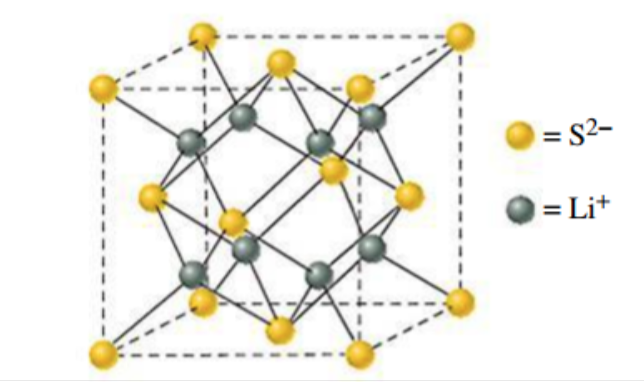 = S²⁻
= Li⁺